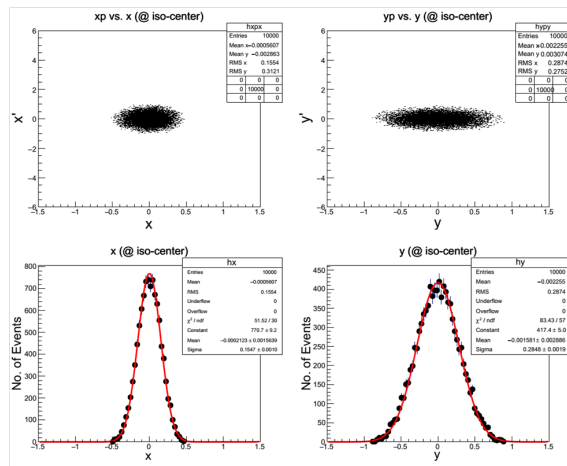 xp vs. x (@ iso-center)
hxpx
Entries 10000
Mean x -0.0005607
Mean y -0.002863
RMS x 0.1554
RMS y 0.3121
0 0 0
0 10000 0
0 0 0
x'
6
4
2
0
−2
−4
−6
−1.5 −1 −0.5 0 0.5 1 1.5
x
yp vs. y (@ iso-center)
hypy
Entries 10000
Mean x -0.002255
Mean y 0.003074
RMS x 0.2874
RMS y 0.2752
0 0 0
0 10000 0
0 0 0
y'
6
4
2
0
−2
−4
−6
−1.5 −1 −0.5 0 0.5 1 1.5
y
x (@ iso-center)
hx
Entries 10000
Mean -0.0005607
RMS 0.1554
Underflow 0
Overflow 0
χ² / ndf 51.52 / 30
Constant 770.7 ± 9.2
Mean -0.0002123 ± 0.0015639
Sigma 0.1547 ± 0.0010
No. of Events
800
700
600
500
400
300
200
100
0
−1.5 −1 −0.5 0 0.5 1 1.5
x
y (@ iso-center)
hy
Entries 10000
Mean -0.002255
RMS 0.2874
Underflow 0
Overflow 0
χ² / ndf 83.43 / 57
Constant 417.4 ± 5.0
Mean -0.001581 ± 0.002886
Sigma 0.2848 ± 0.0019
No. of Events
450
400
350
300
250
200
150
100
50
0
−1.5 −1 −0.5 0 0.5 1 1.5
y